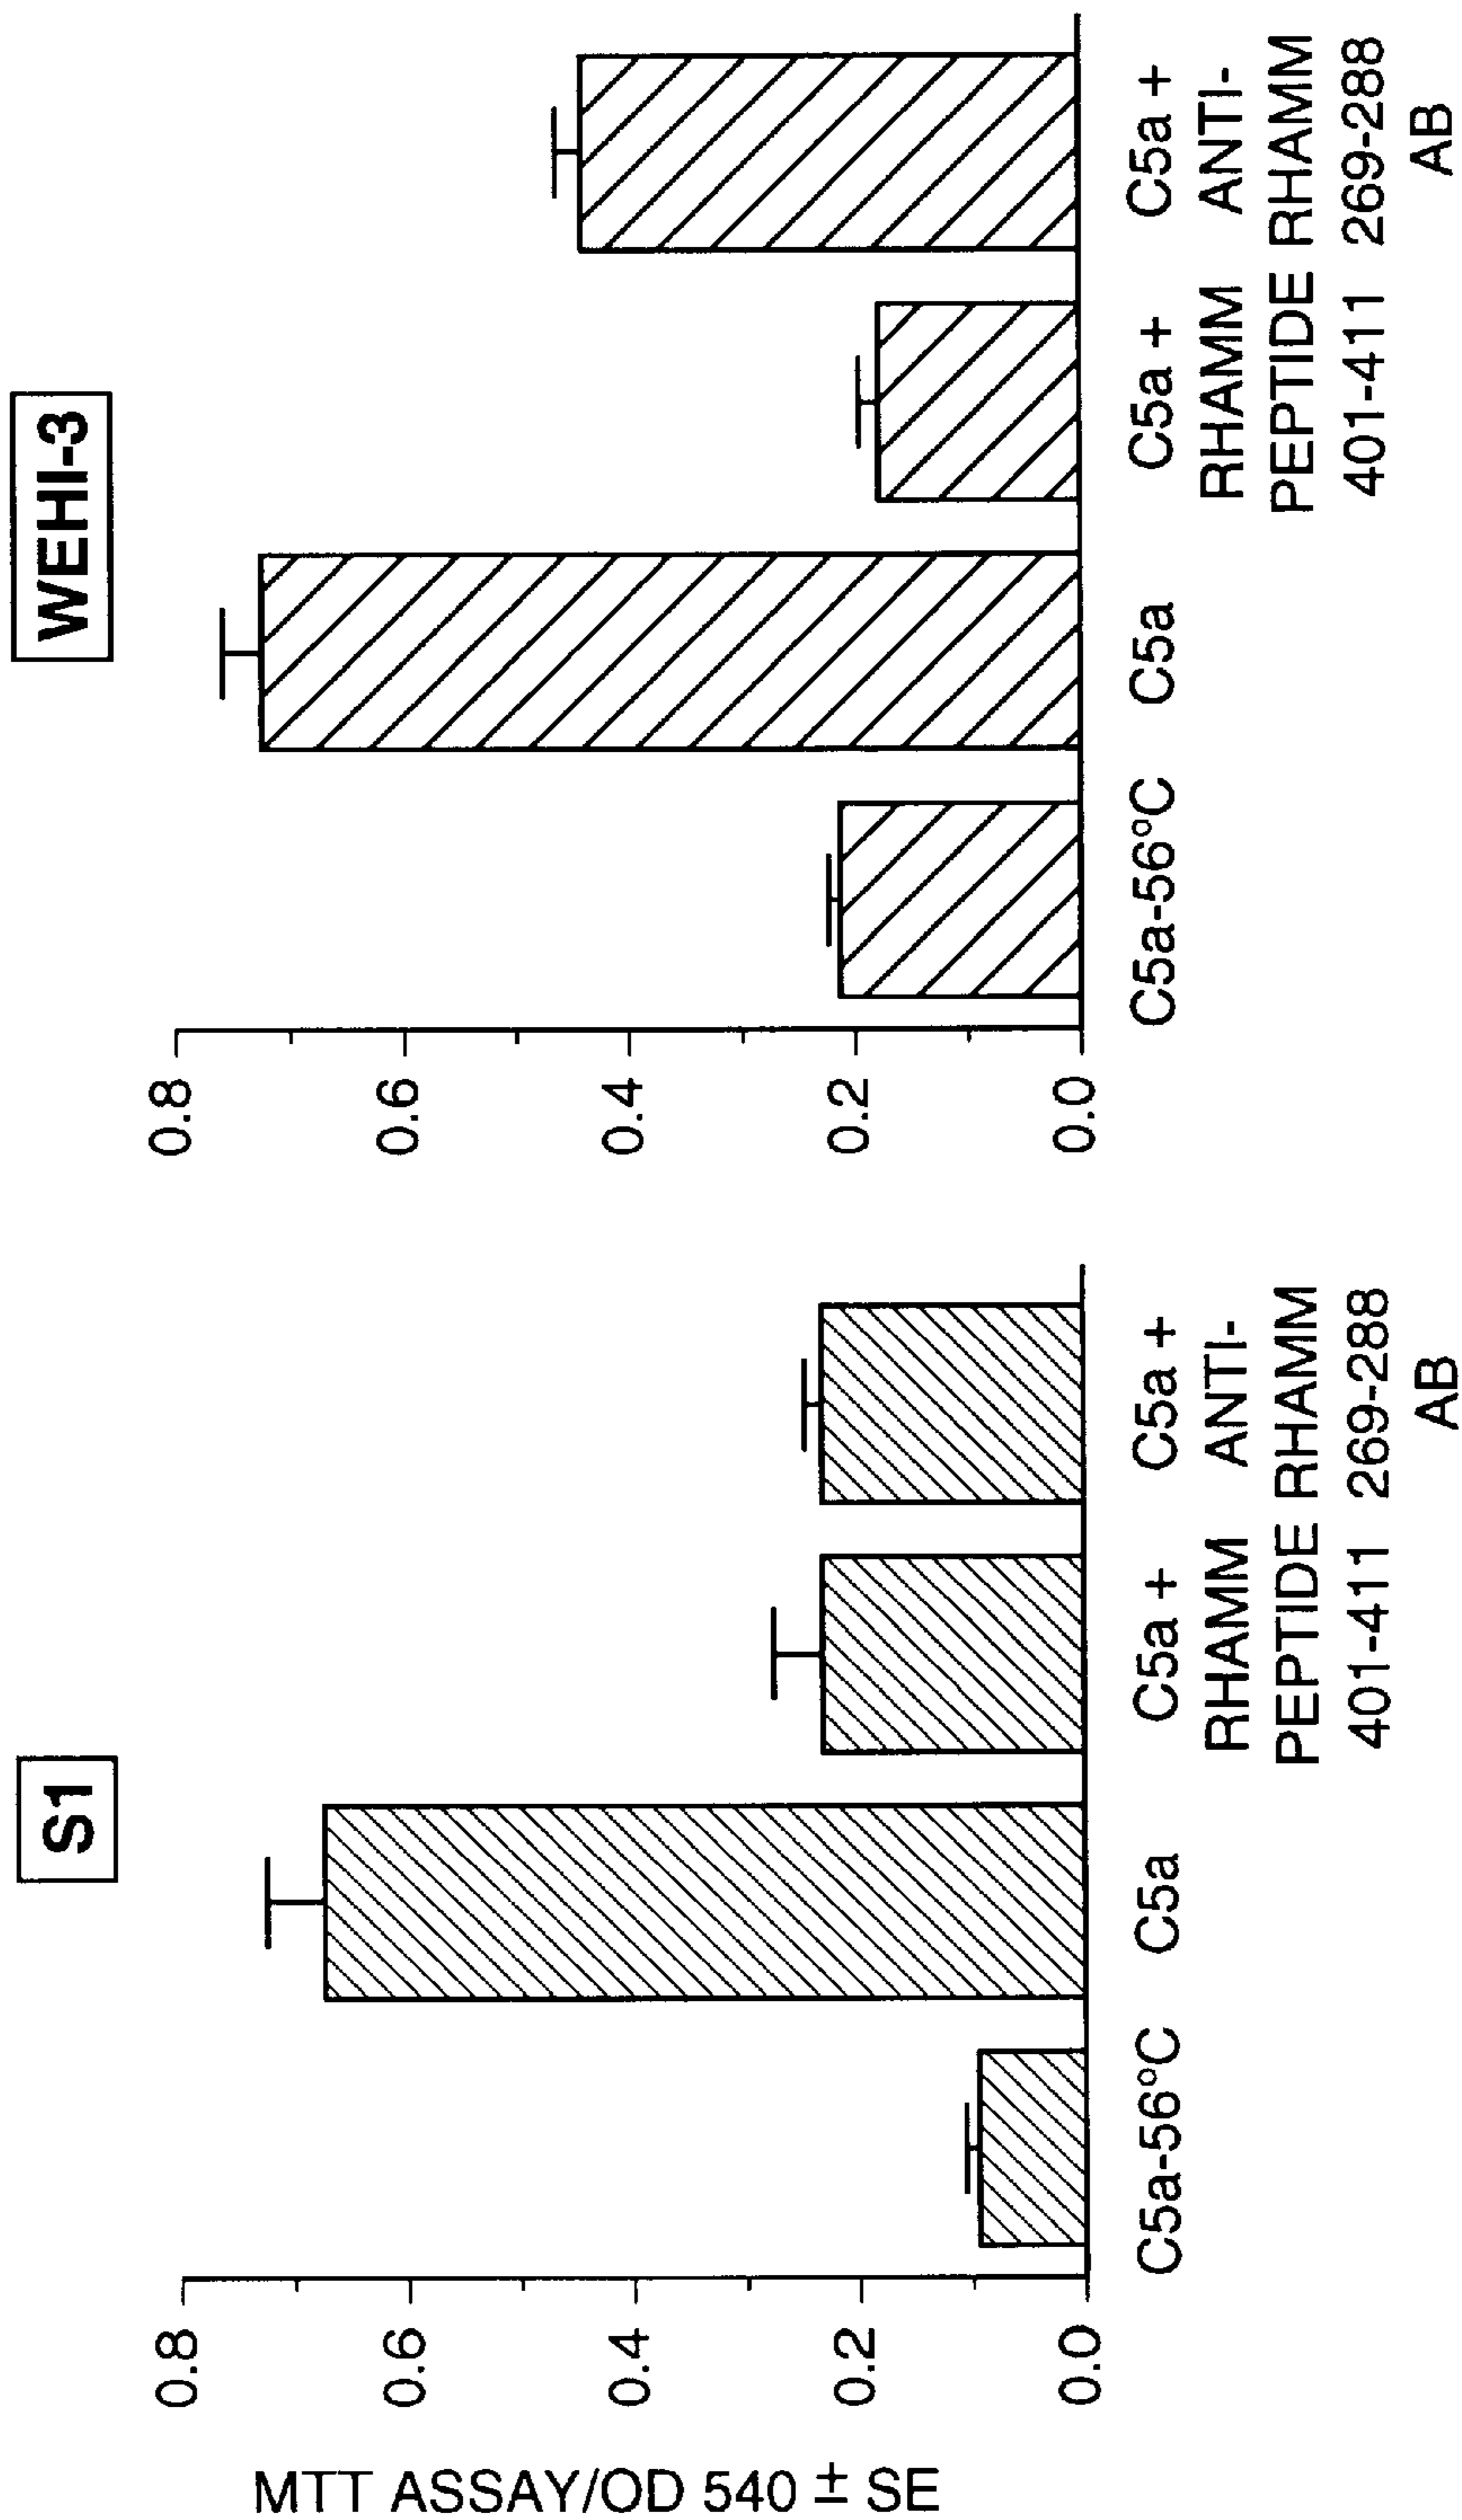 S1
MTT ASSAY/OD 540 ± SE
0.8
0.6
0.4
0.2
0.0
C5a-56°C
C5a
C5a +
RHAMM
PEPTIDE
401-411
C5a +
ANTI-
RHAMM
269-288
AB
WEHI-3
0.8
0.6
0.4
0.2
0.0
C5a-56°C
C5a
C5a +
RHAMM
PEPTIDE
401-411
C5a +
ANTI-
RHAMM
269-288
AB